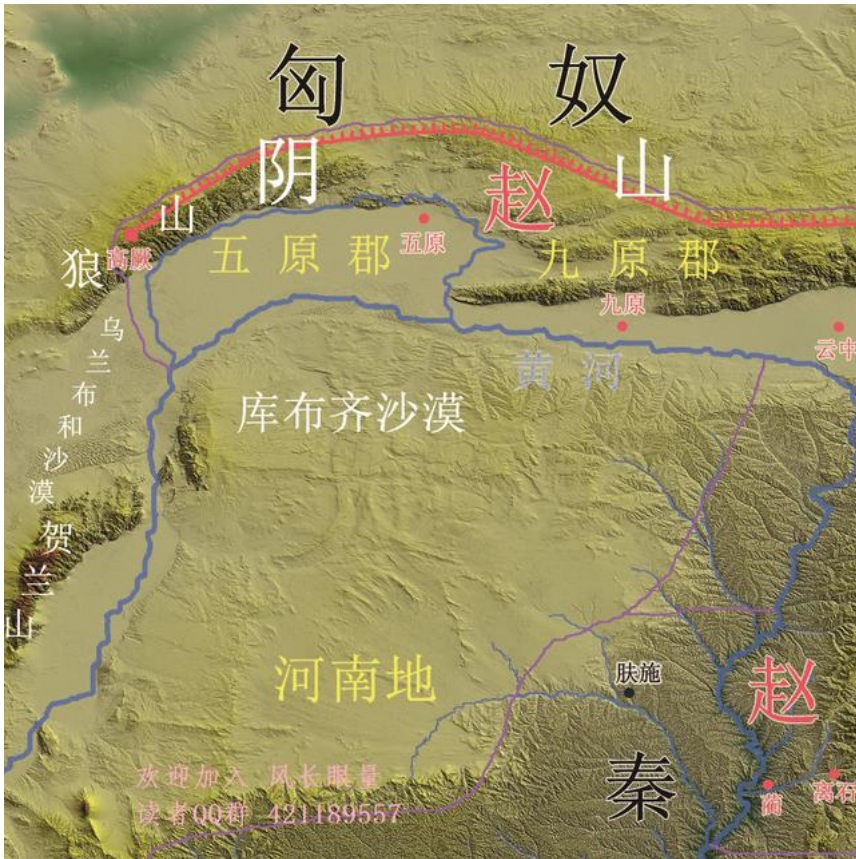 匈奴
阴山
赵
狼山
高厥
五原郡
五原
九原郡
九原
云中
黄河
乌兰布和沙漠
库布齐沙漠
贺兰山
河南地
肤施
赵
秦
蔺
离石
欢迎加入 风长眼量
读者QQ群 421189557